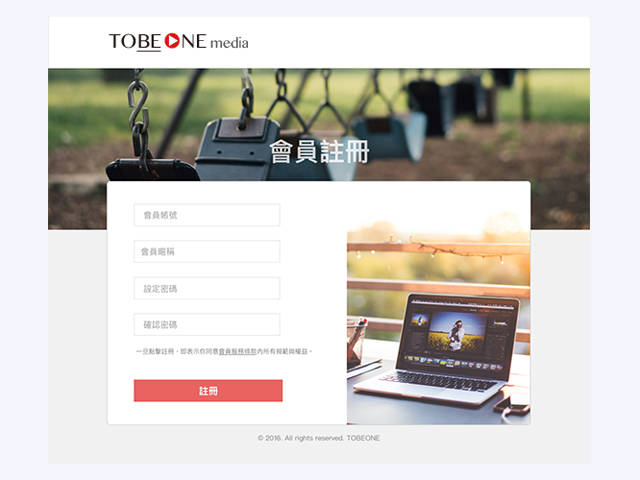 TOBEONE media
會員註冊
會員帳號
會員暱稱
設定密碼
確認密碼
一旦點擊註冊，即表示你同意會員服務條款內所有規範與權益。
註冊
© 2016. All rights reserved. TOBEONE